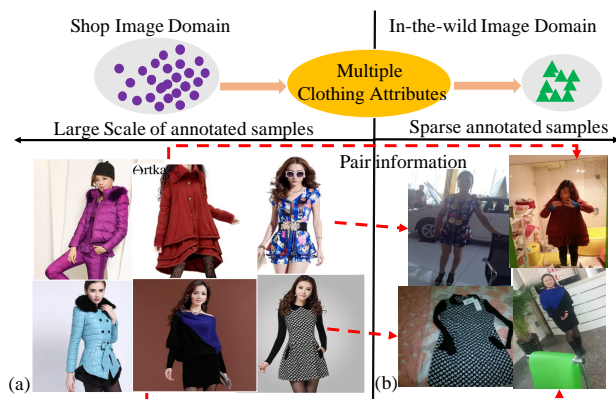 Shop Image Domain
In-the-wild Image Domain
Multiple
Clothing Attributes
Large Scale of annotated samples
Sparse annotated samples
Pair information
Artka
(a)
(b)